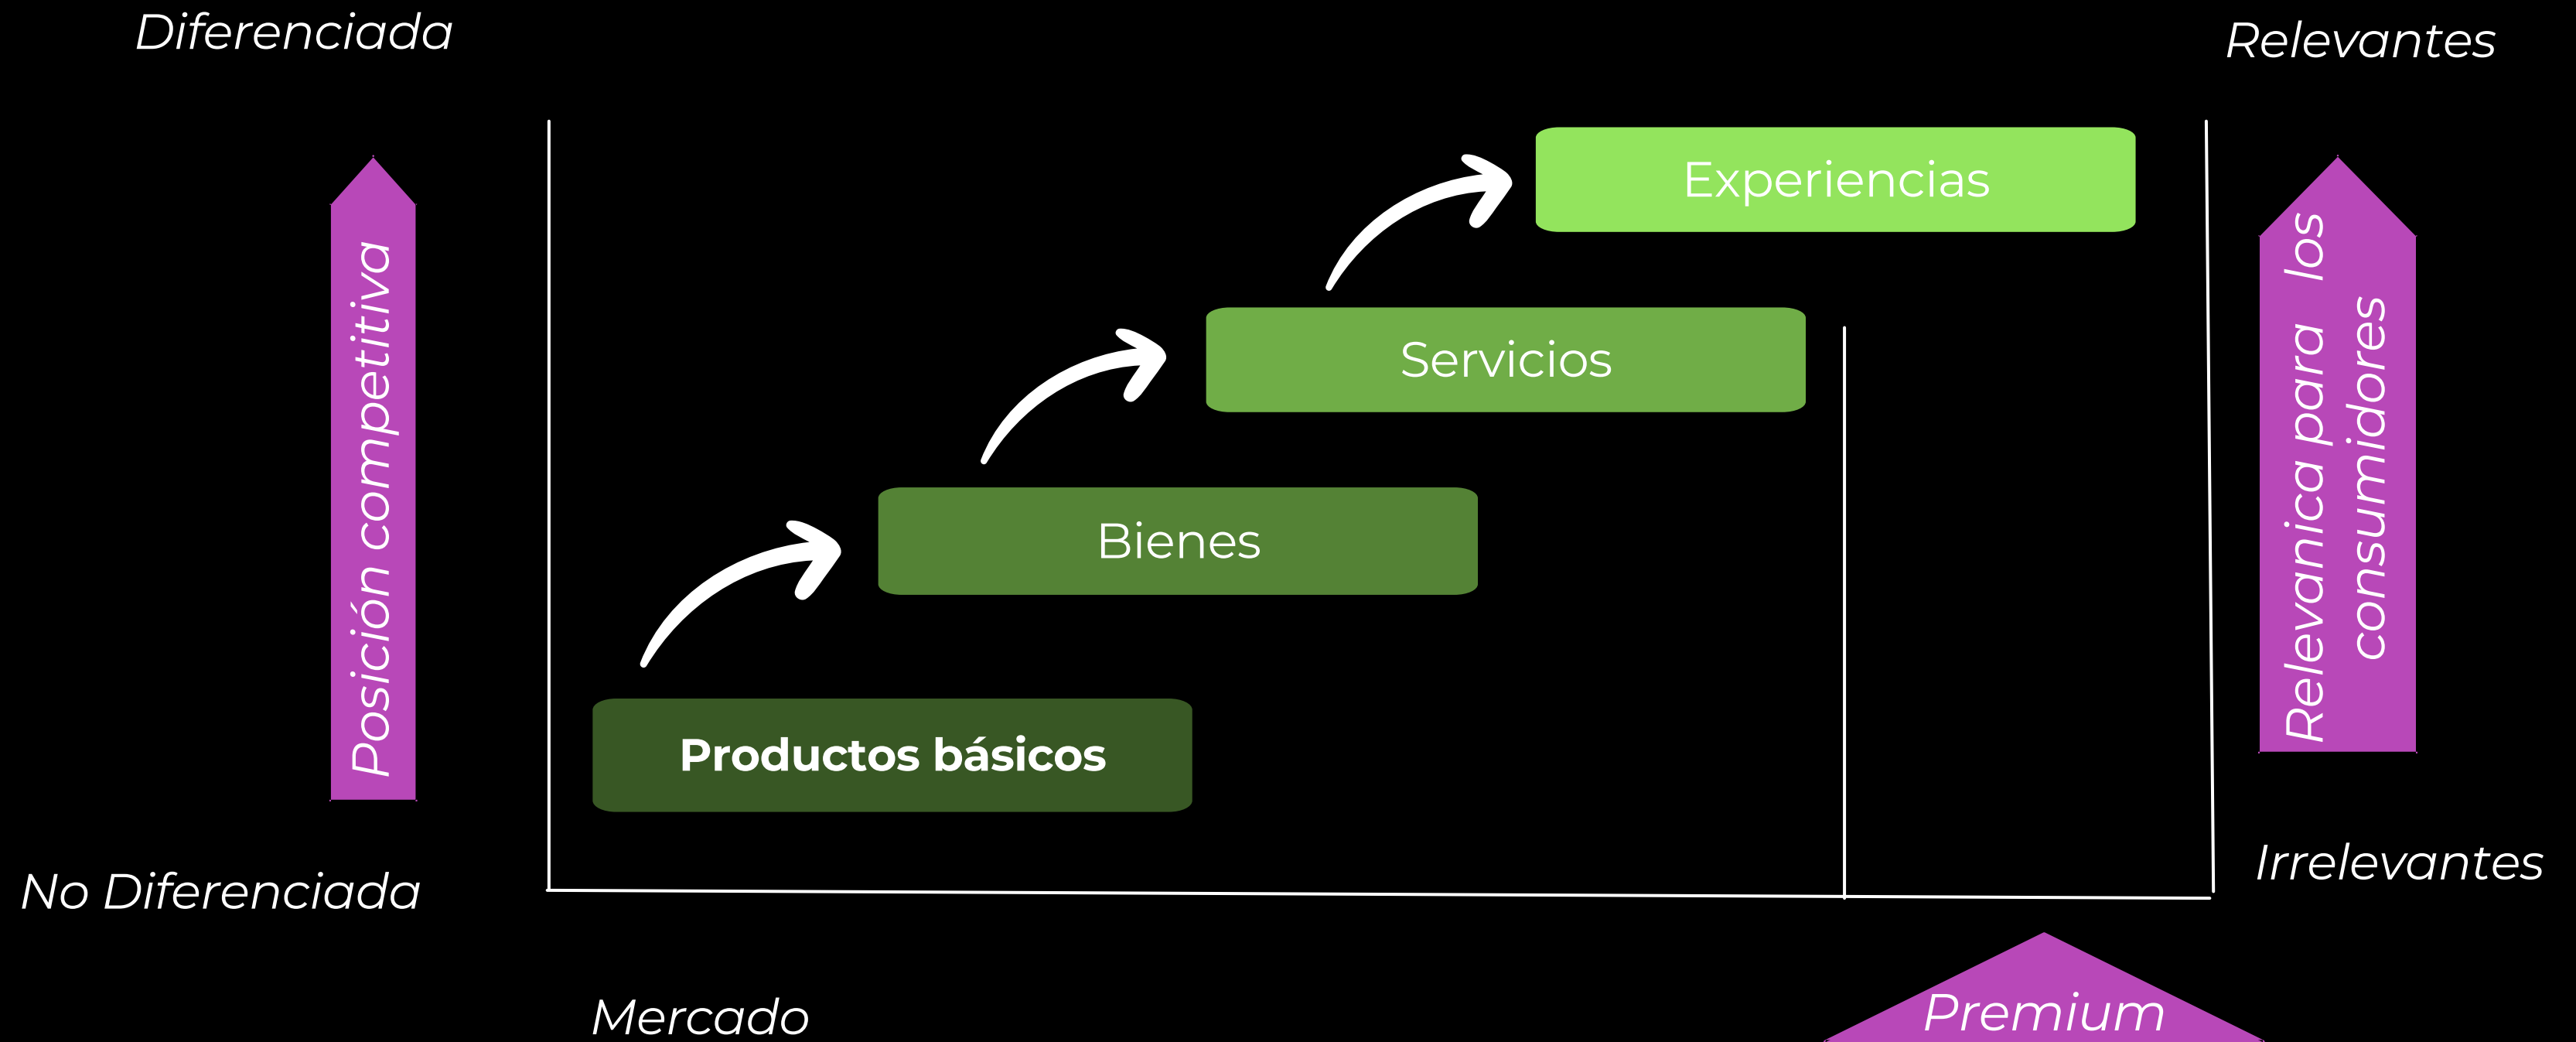 Diferenciada
Relevantes
Experiencias
Servicios
Bienes
Productos básicos
Posición competitiva
Relevanica para los
consumidores
No Diferenciada
Irrelevantes
Mercado
Premium